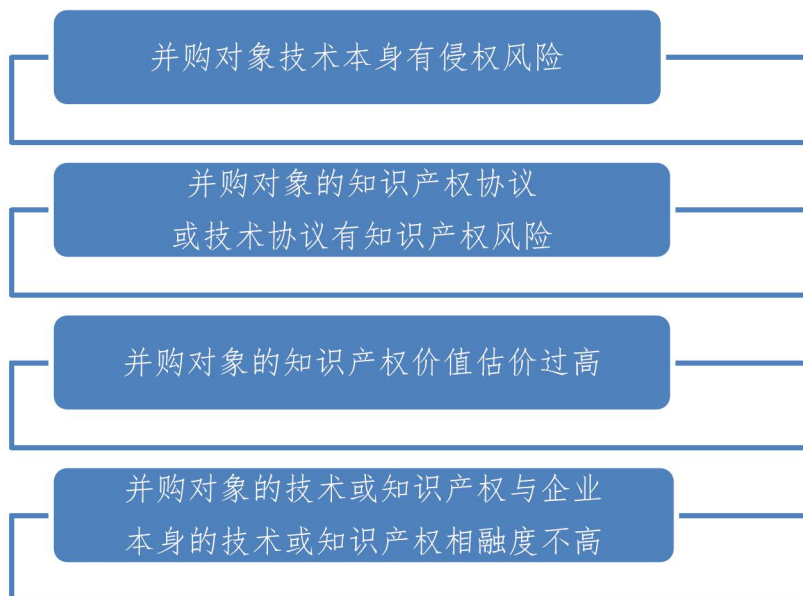 并购对象技术本身有侵权风险
并购对象的知识产权协议
或技术协议有知识产权风险
并购对象的知识产权价值估价过高
并购对象的技术或知识产权与企业
本身的技术或知识产权相融度不高